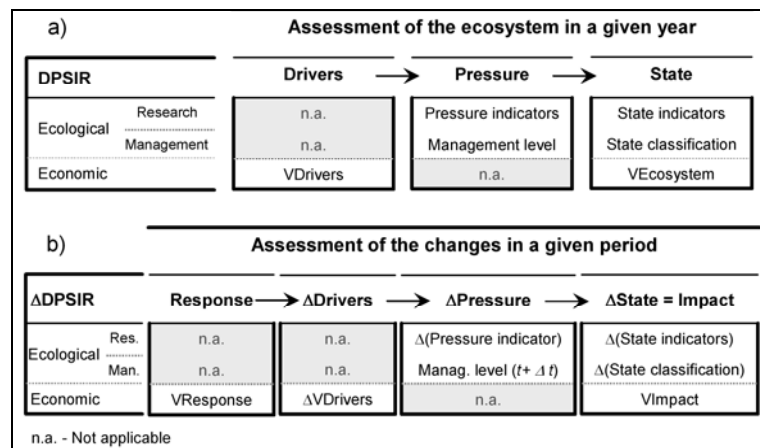 a) Assessment of the ecosystem in a given year
DPSIR Drivers Pressure State
Ecological Research n.a. Pressure indicators State indicators
Management n.a. Management level State classification
Economic VDrivers n.a. VEcosystem
b) Assessment of the changes in a given period
ΔDPSIR Response ΔDrivers ΔPressure ΔState = Impact
Ecological Res. n.a. n.a. Δ(Pressure indicator) Δ(State indicators)
Man. n.a. n.a. Manag. level (t+ Δ t) Δ(State classification)
Economic VResponse ΔVDrivers n.a. VImpact
n.a. - Not applicable